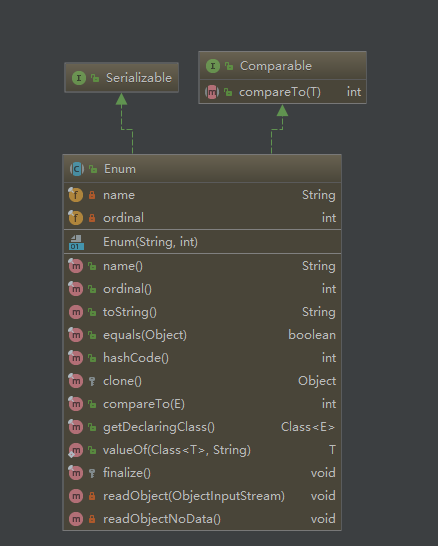 Serializable
Comparable
compareTo(T) int
Enum
name String
ordinal int
Enum(String, int)
name() String
ordinal() int
toString() String
equals(Object) boolean
hashCode() int
clone() Object
compareTo(E) int
getDeclaringClass() Class<E>
valueOf(Class<T>, String) T
finalize() void
readObject(ObjectInputStream) void
readObjectNoData() void